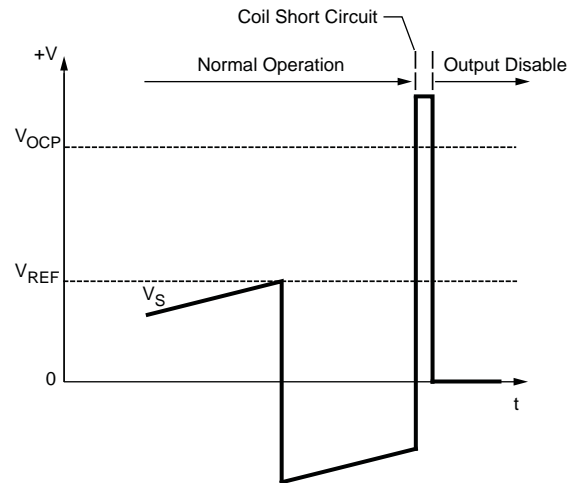 Coil Short Circuit
+V
Normal Operation
Output Disable
VOCP
VREF
VS
0
t